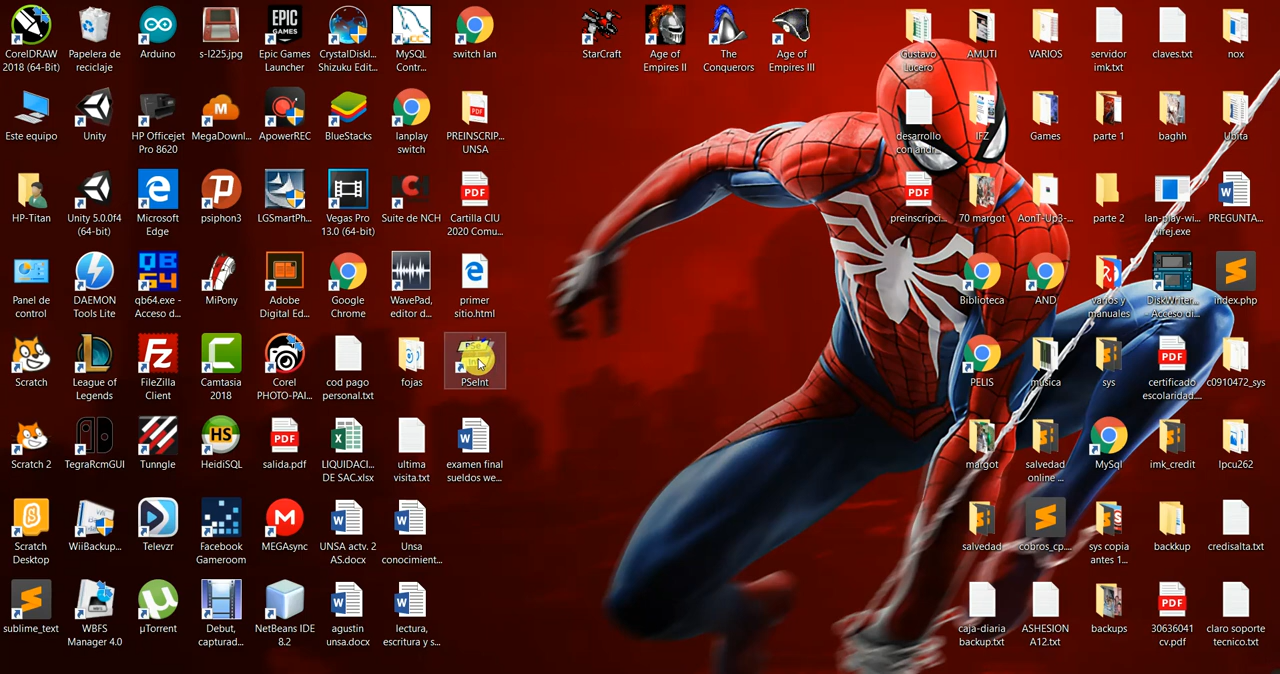 CorelDRAW
2018 (64-Bit)
Papelera de
reciclaje
Arduino
s-l225.jpg
Epic Games
Launcher
CrystalDiskI...
Shizuku Edit...
MySQL
Contr...
switch lan
StarCraft
Age of
Empires II
The
Conquerors
Age of
Empires III
Gustavo
Lucero
AMUTI
VARIOS
servidor
imk.txt
claves.txt
nox
Este equipo
Unity
HP Officejet
Pro 8620
MegaDownl...
ApowerREC
BlueStacks
lanplay
switch
PREINSCRIP...
UNSA
desarrollo
con andr...
IFZ
Games
parte 1
baghh
Ubita
HP-Titan
Unity 5.0.0f4
(64-bit)
Microsoft
Edge
psiphon3
LGSmartPh...
Vegas Pro
13.0 (64-bit)
Suite de NCH
Cartilla CIU
2020 Comu...
preinscripci...
70 margot
AonT-Up3-...
parte 2
lan-play-wi...
PREGUNTA...
Panel de
control
DAEMON
Tools Lite
qb64.exe -
Acceso d...
MiPony
Adobe
Digital Ed...
Google
Chrome
WavePad,
editor d...
primer
sitio.html
Biblioteca
AND
varios y
manuales
DiskWriter...
- Acceso di...
index.php
Scratch
League of
Legends
FileZilla
Client
Camtasia
2018
Corel
PHOTO-PAI...
cod pago
personal.txt
fojas
PSeInt
PELIS
musica
sys
certificado
escolaridad....
c0910472_sys
Scratch 2
TegraRcmGUI
Tunngle
HeidiSQL
salida.pdf
LIQUIDACI...
DE SAC.xlsx
ultima
visita.txt
examen final
sueldos we...
margot
salvedad
online ...
MySql
imk_credit
lpcu262
Scratch
Desktop
WiiBackup...
Televzr
Facebook
Gameroom
MEGAsync
UNSA actv. 2
AS.docx
Unsa
conocimient...
salvedad
cobros_cp....
sys copia
antes 1...
backkup
credisalta.txt
sublime_text
WBFS
Manager 4.0
µTorrent
Debut,
capturad...
NetBeans IDE
8.2
agustin
unsa.docx
lectura,
escritura y s...
caja-diaria
backup.txt
ASHESION
A12.txt
backups
30636041
cv.pdf
claro soporte
tecnico.txt